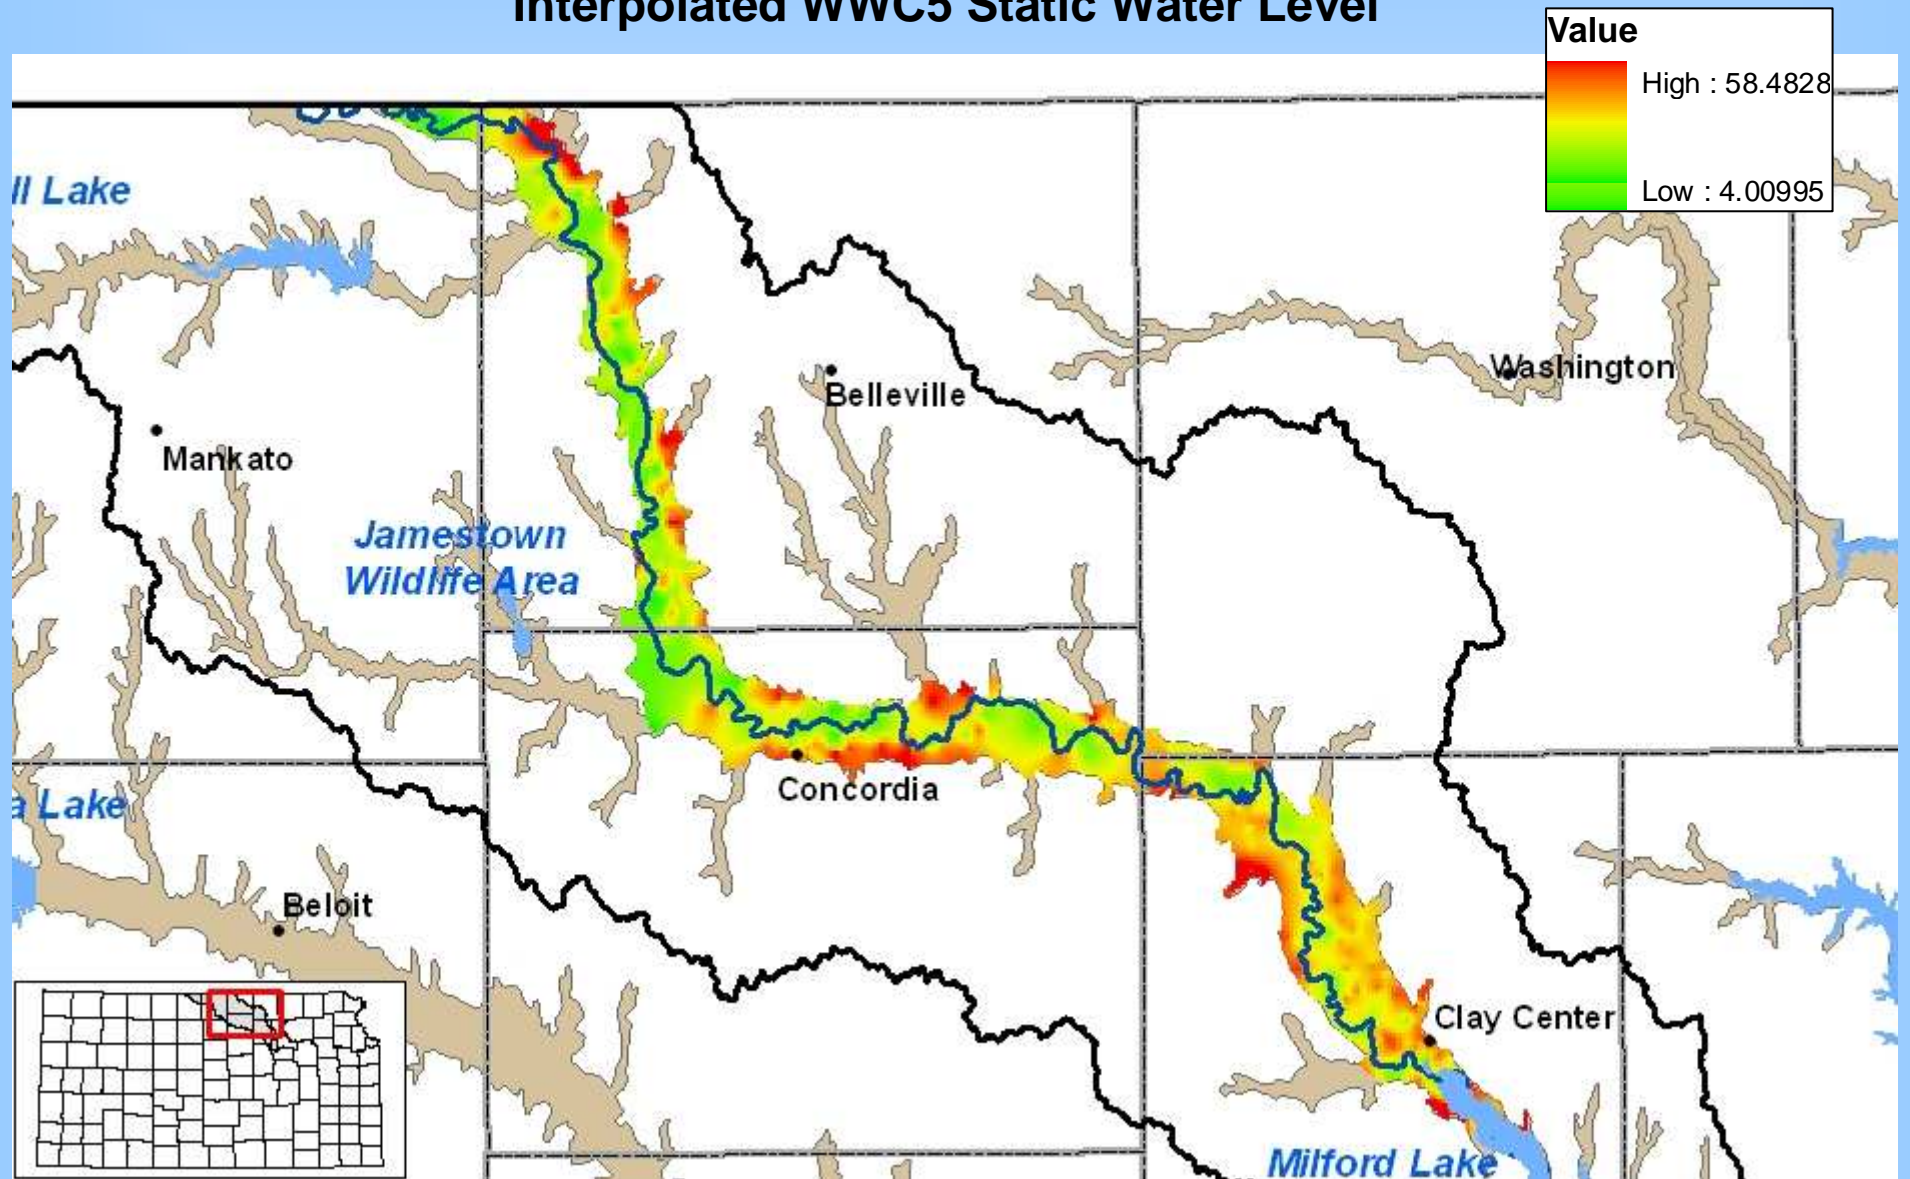 Interpolated WWC5 Static Water Level
Value
High : 58.4828
Low : 4.00995
ll Lake
Washington
Belleville
Mankato
Jamestown
Wildlife Area
Concordia
a Lake
Beloit
Clay Center
Milford Lake